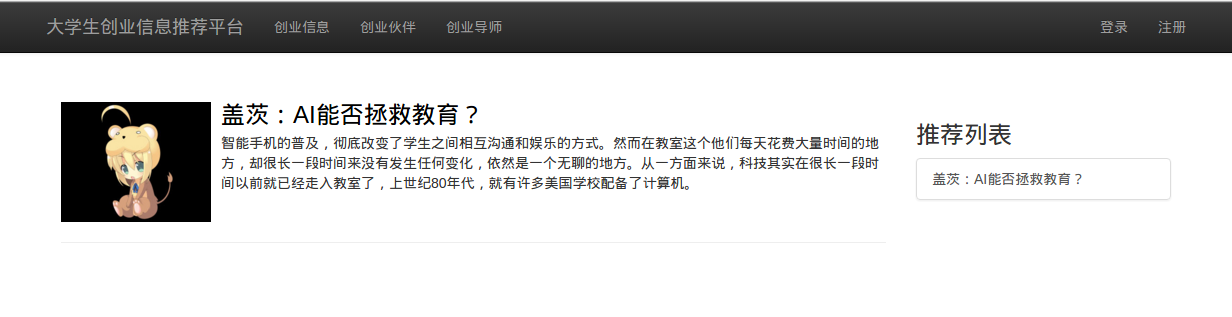 大学生创业信息推荐平台 创业信息 创业伙伴 创业导师 登录 注册
盖茨：AI能否拯救教育？
智能手机的普及，彻底改变了学生之间相互沟通和娱乐的方式。然而在教室这个他们每天花费大量时间的地
方，却很长一段时间来没有发生任何变化，依然是一个无聊的地方。从一方面来说，科技其实在很长一段时
间以前就已经走入教室了，上世纪80年代，就有许多美国学校配备了计算机。
推荐列表
盖茨：AI能否拯救教育？